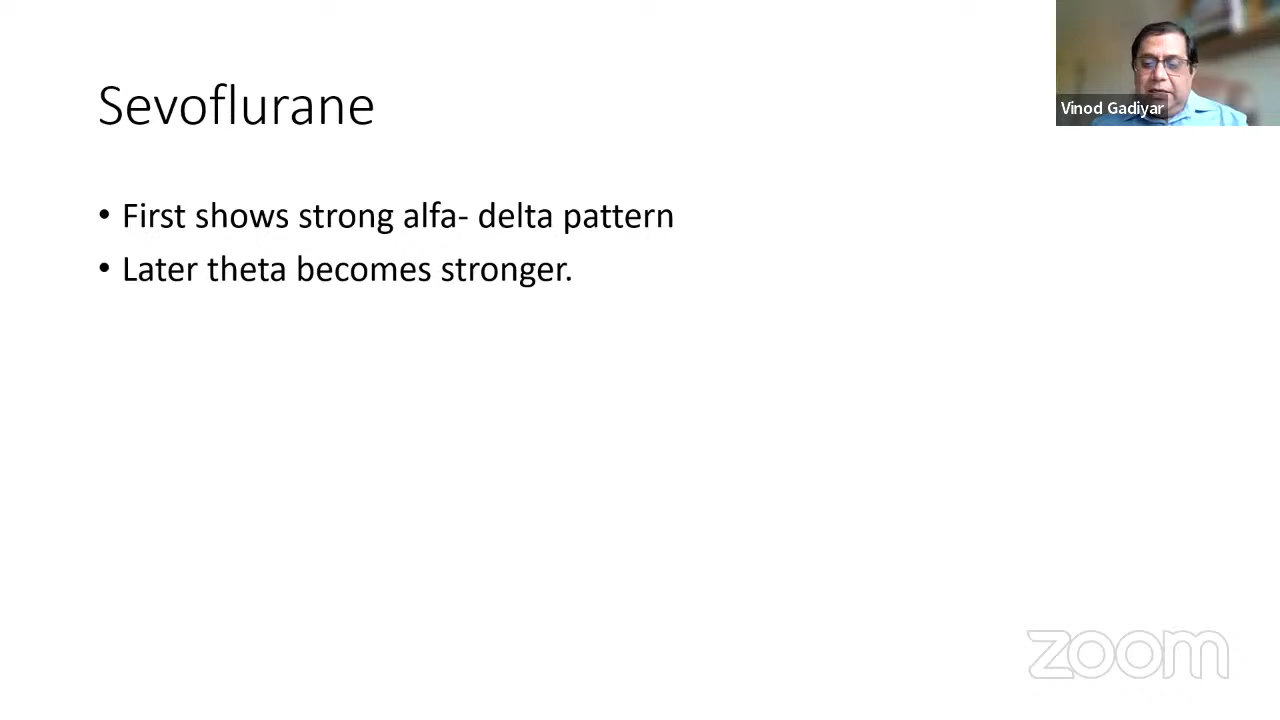 Vinod Gadiyar
Sevoflurane
• First shows strong alfa- delta pattern
• Later theta becomes stronger.
zoom